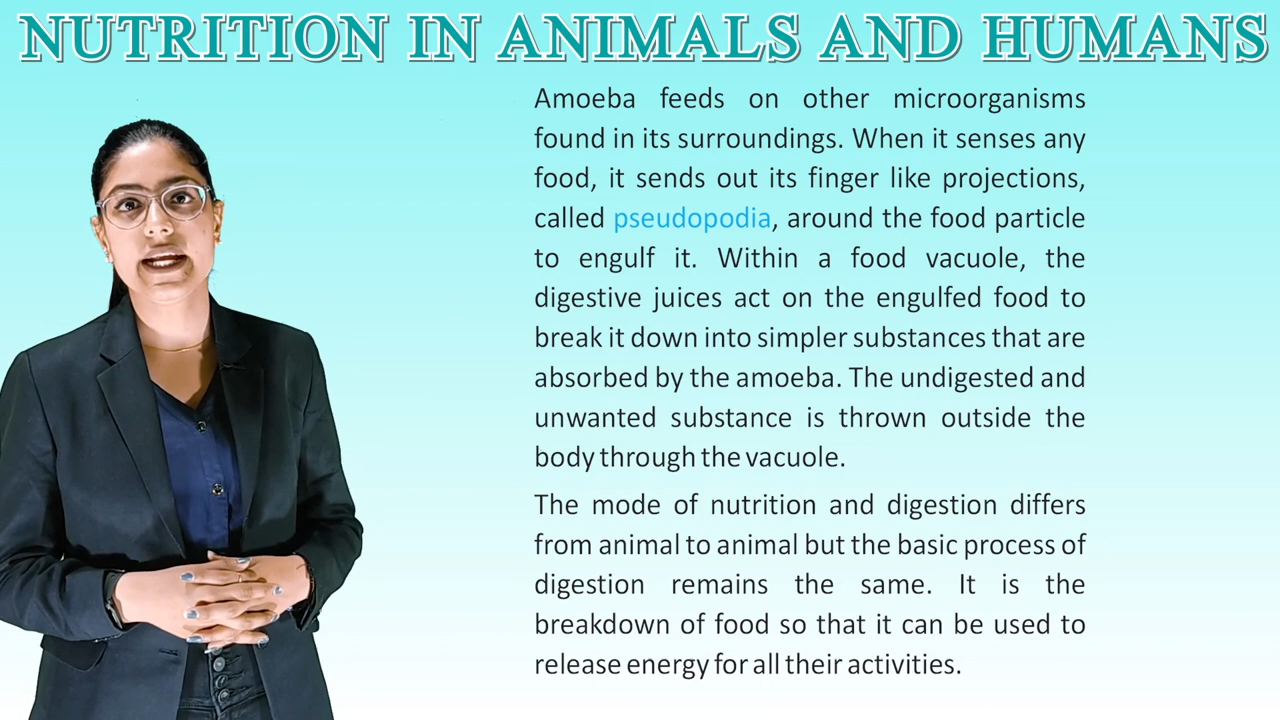 NUTRITION IN ANIMALS AND HUMANS
Amoeba feeds on other microorganisms
found in its surroundings. When it senses any
food, it sends out its finger like projections,
called pseudopodia, around the food particle
to engulf it. Within a food vacuole, the
digestive juices act on the engulfed food to
break it down into simpler substances that are
absorbed by the amoeba. The undigested and
unwanted substance is thrown outside the
body through the vacuole.
The mode of nutrition and digestion differs
from animal to animal but the basic process of
digestion remains the same. It is the
breakdown of food so that it can be used to
release energy for all their activities.